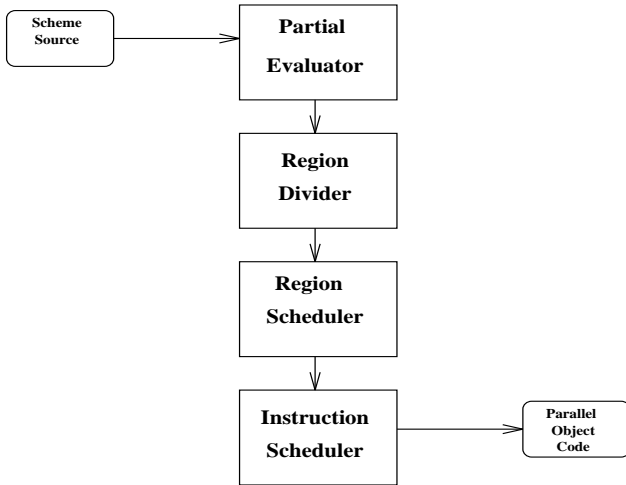 Scheme
Source
Partial
Evaluator
Region
Divider
Region
Scheduler
Instruction
Scheduler
Parallel
Object
Code